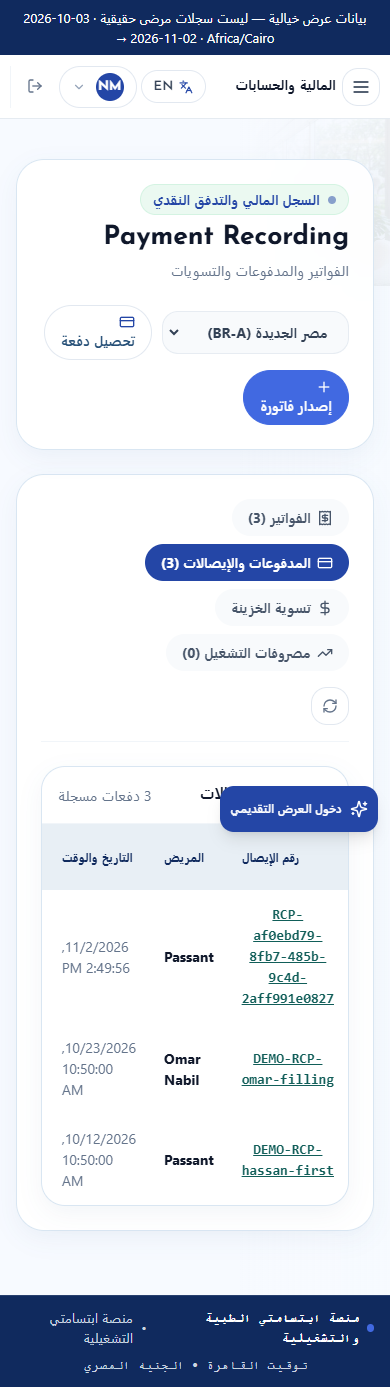 بيانات عرض خيالية — ليست سجلات مرضى حقيقية · 2026-10-03
→ 2026-11-02 · Africa/Cairo
المالية والحسابات
EN
NM
السجل المالي والتدفق النقدي
Payment Recording
الفواتير والمدفوعات والتسويات
مصر الجديدة (BR-A)
تحصيل دفعة
إصدار فاتورة
الفواتير (3)
المدفوعات والإيصالات (3)
تسوية الخزينة
مصروفات التشغيل (0)
3 دفعات مسجلة
دخول العرض التقديمي
رقم الإيصال المريض التاريخ والوقت
RCP-af0ebd79-8fb7-485b-9c4d-2aff991e0827 Passant 11/2/2026, 2:49:56 PM
DEMO-RCP-omar-filling Omar Nabil 10/23/2026, 10:50:00 AM
DEMO-RCP-hassan-first Passant 10/12/2026, 10:50:00 AM
منصة ابتسامتي الطبية والتشغيلية • منصة ابتسامتي التشغيلية
توقيت القاهرة • الجنيه المصري